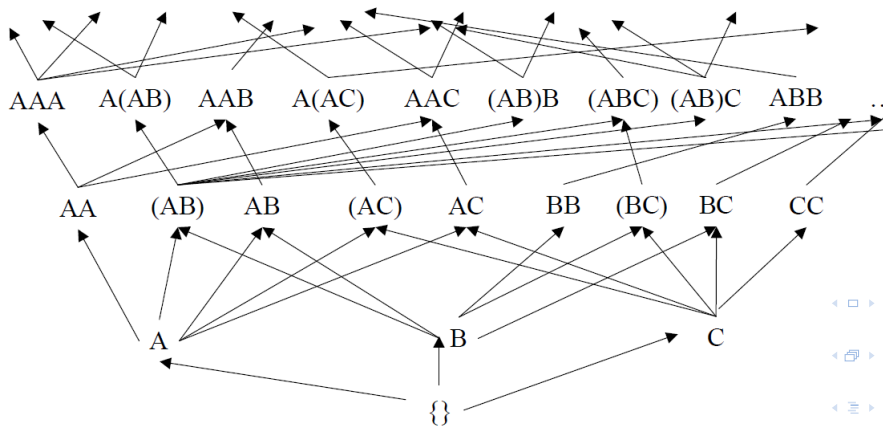 AAA A(AB) AAB A(AC) AAC (AB)B (ABC) (AB)C ABB ...
AA (AB) AB (AC) AC BB (BC) BC CC
A B C
{}